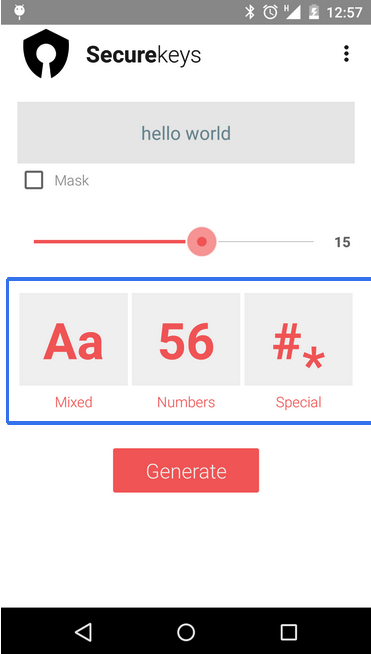 H 12:57
Securekeys
hello world
Mask
15
Aa 56 #*
Mixed Numbers Special
Generate